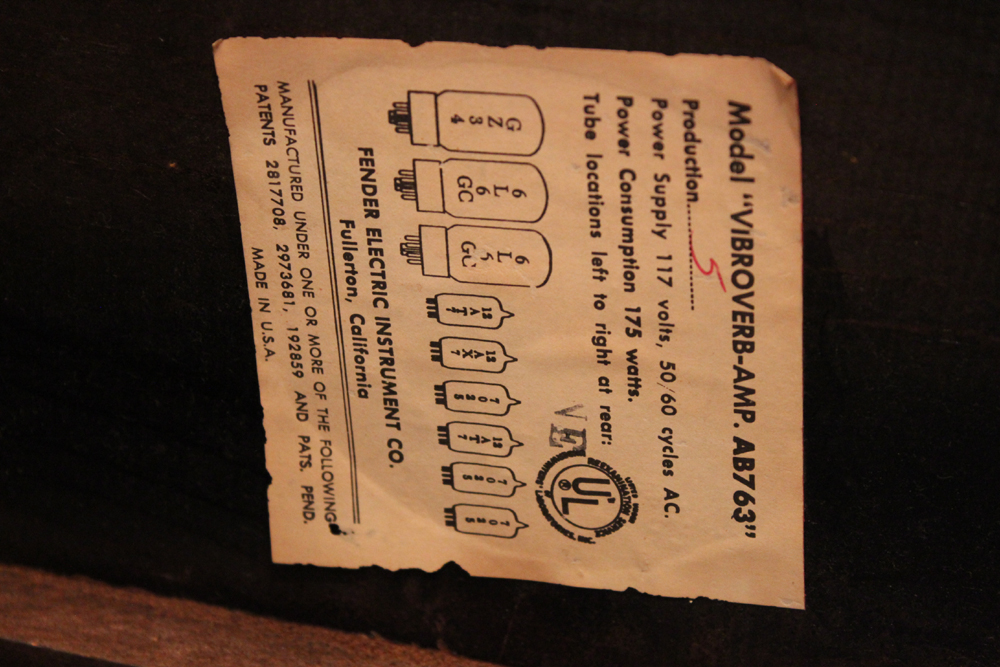 Model "ViBROVERB-AMP. AB763"
Production.......... 5
Power Supply 117 volts, 50/60 cycles AC.
Power Consumption 175 watts.
Tube locations left to right at rear:
VE
UL
®
LABORATORIES, INC.
G
Z
3
4
6
L
6
GC
6
L
6
GC
12
A
T
7
12
A
X
7
7
0
2
5
12
A
T
7
7
0
2
5
7
0
2
5
FENDER ELECTRIC INSTRUMENT CO.
Fullerton, California
MANUFACTURED UNDER ONE OR MORE OF THE FOLLOWING
PATENTS 2817708, 2973681, 192859 AND PATS. PEND.
MADE IN U.S.A.